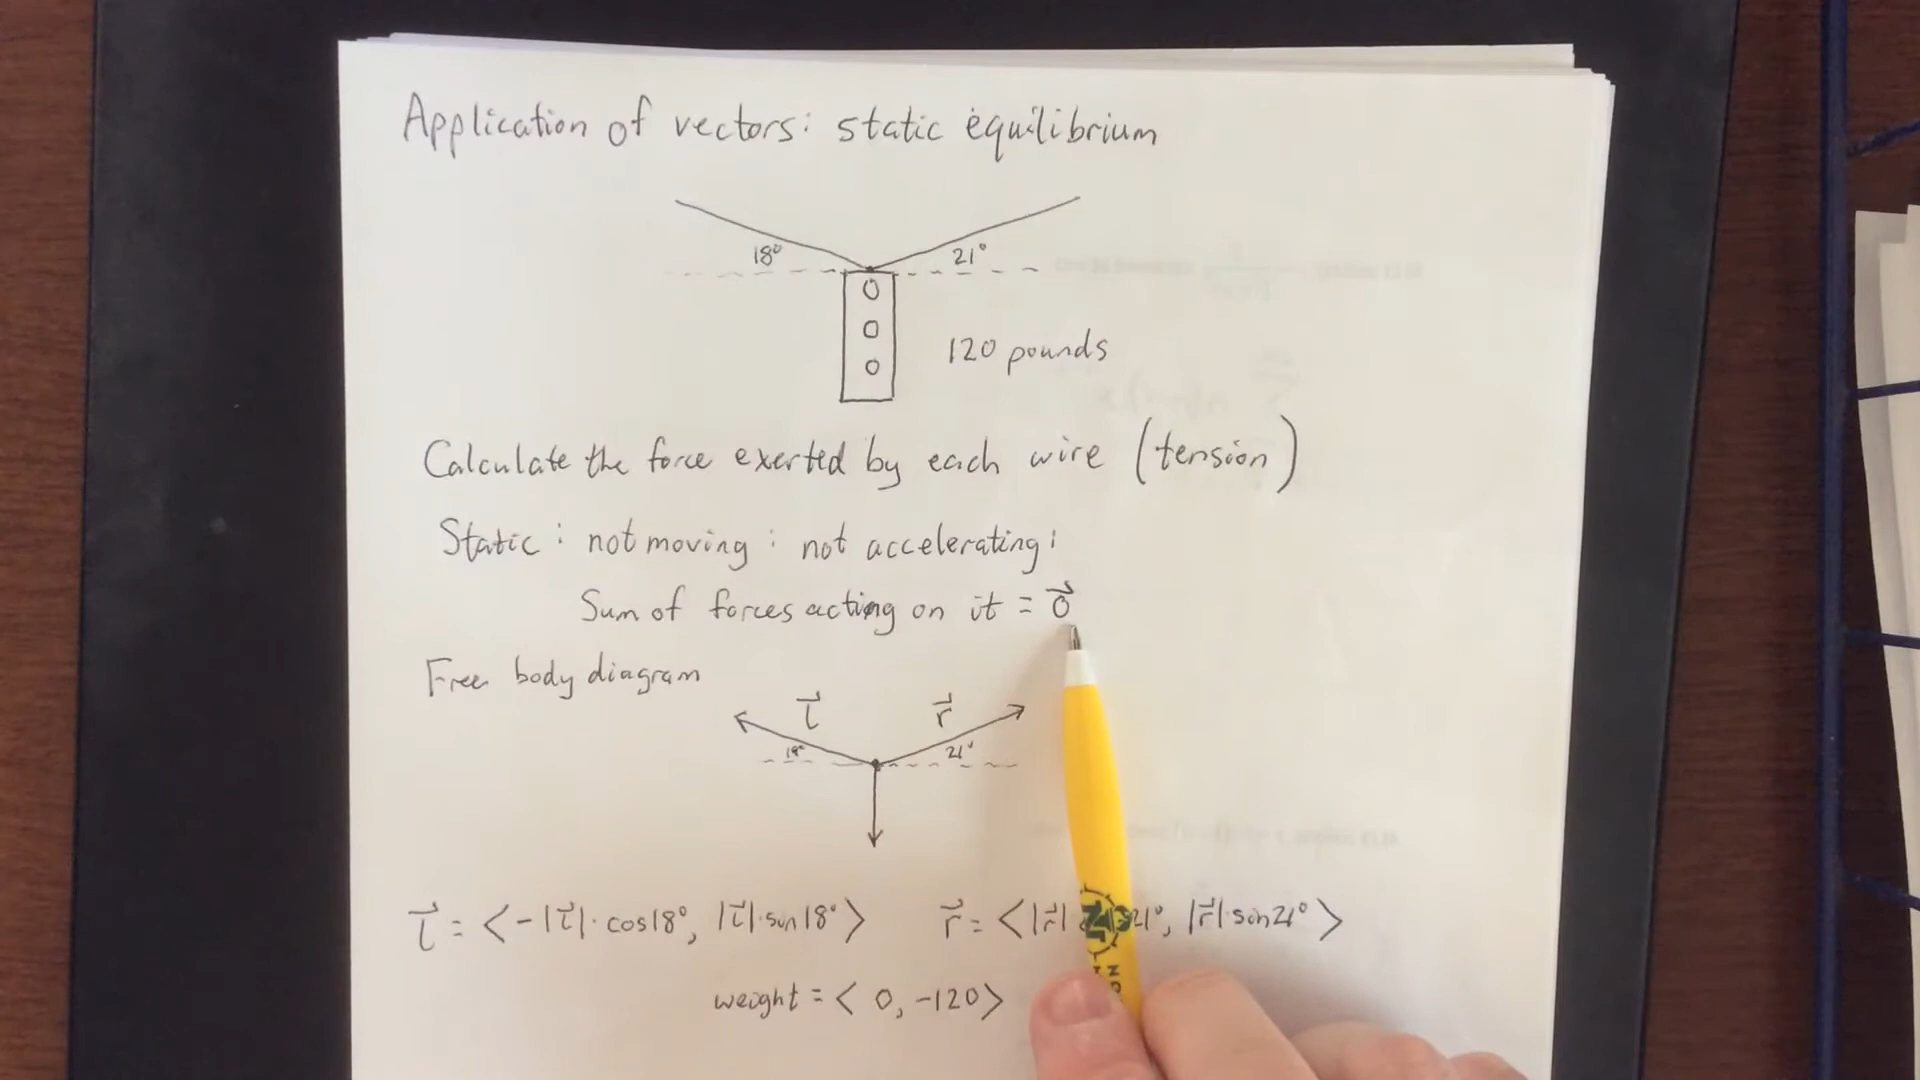 Application of vectors: static equilibrium
18° 21°
O
O
O
120 pounds
Calculate the force exerted by each wire (tension)
Static: not moving: not accelerating:
Sum of forces acting on it = 0⃗
Free body diagram
l⃗ r⃗
18° 21°
l⃗ = <-|l⃗|·cos18°, |l⃗|·sin18°> r⃗ = <|r⃗| 21°, |r⃗|·sin21°>
weight = <0, -120>